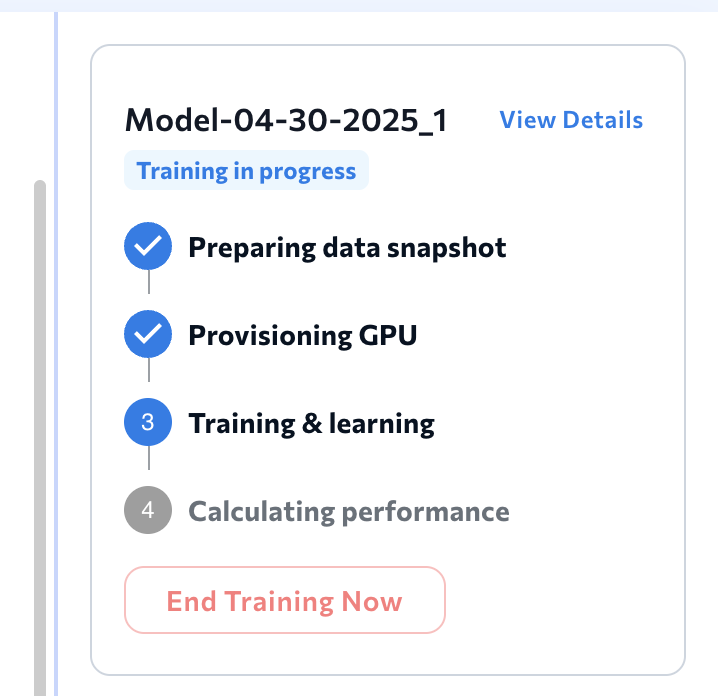 Model-04-30-2025_1
View Details
Training in progress
Preparing data snapshot
Provisioning GPU
3
Training & learning
4
Calculating performance
End Training Now